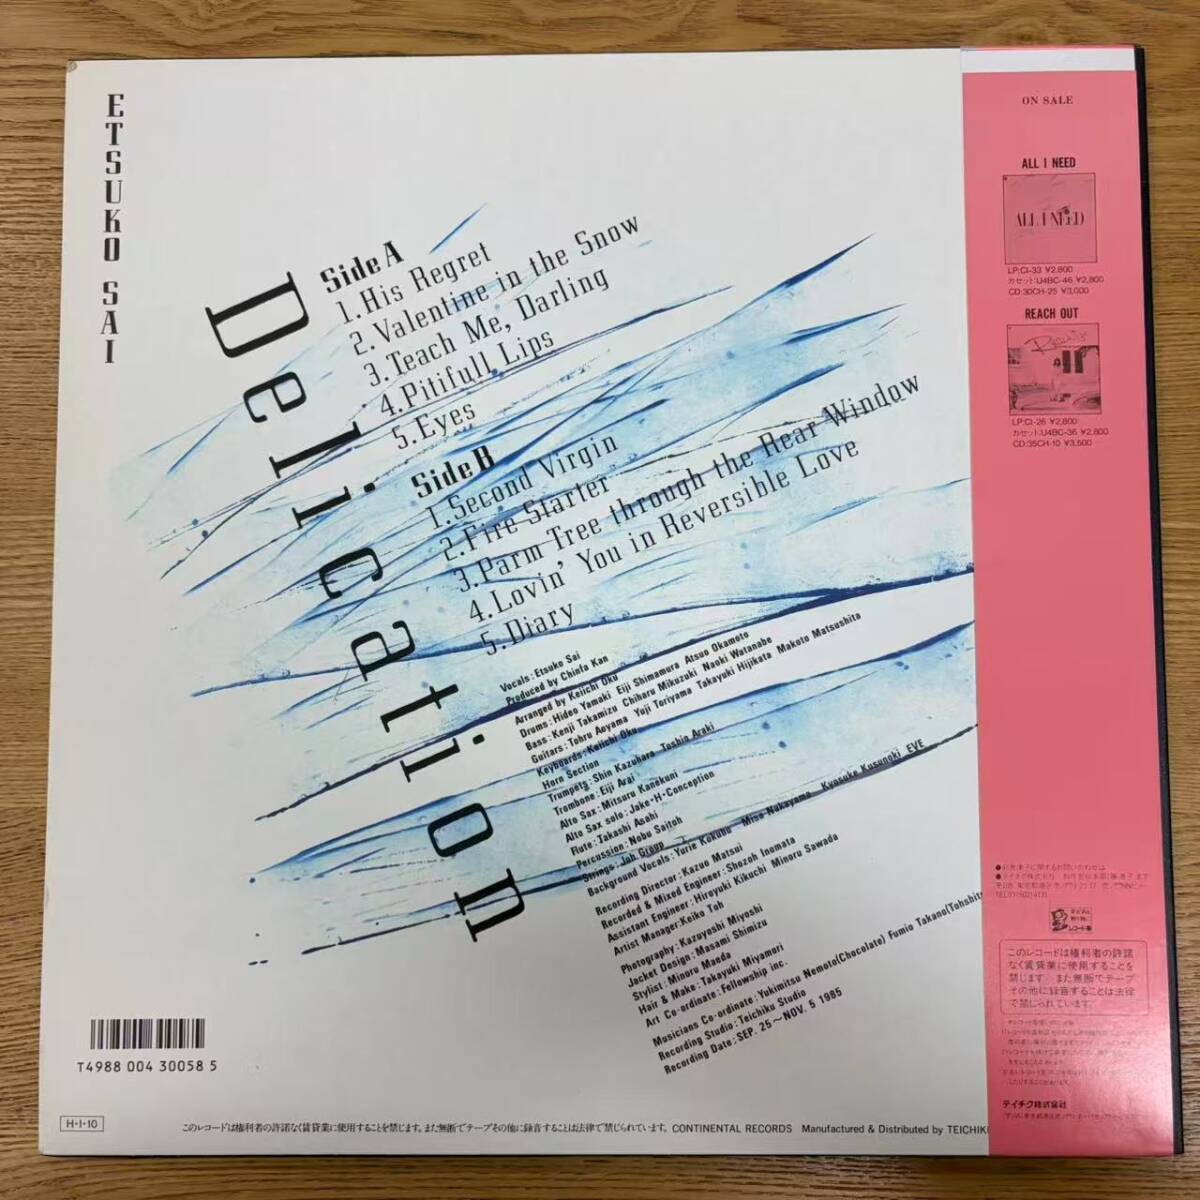 ETSUKO SAI
Delication
Side A
1.His Regret
2.Valentine in the Snow
3.Teach Me, Darling
4.Pitifull Lips
5.Eyes
Side B
1.Second Virgin
2.Fire Starter
3.Parm Tree through the Rear Window
4.Lovin' You in Reversible Love
5.Diary
Vocals: Etsuko Sai
Produced by Chinfa Kan
Arranged by Keiichi Oku
Drums: Hideo Yamaki Eiji Shimamura Atsuo Okamoto
Bass: Kenji Takamizu Chiharu Mikuzuki Naoki Watanabe
Guitars: Tohru Aoyama Yuji Toriyama Takayuki Hijikata Makoto Matsushita
Keyboards: Keiichi Oku
Horn Section
Trumpets: Shin Kazuhara Toshio Araki
Trombone: Eiji Arai
Alto Sax: Mitsuru Kanekuni
Alto Sax solo: Jake·H·Conception
Flute: Takashi Asahi
Percussion: Nobu Saitoh
Strings: Joh Group
Background Vocals: Yurie Kokubu Miso Nakayama Kyosuke Kusunoki EVE
Recording Director: Kazuo Matsui
Recorded & Mixed Engineer: Shozoh Inomata
Assistant Engineer: Hiroyuki Kikuchi Minoru Sawada
Artist Manager: Keiko Toh
Photography: Kazuyoshi Miyoshi
Jacket Design: Masami Shimizu
Stylist: Minoru Maeda
Hair & Make: Takayuki Miyamori
Art Co-ordinate: Fellowship inc.
Musicians Co-ordinate: Yukimitsu Nemoto(Chocolate) Fumio Takano(Tohshits
Recording Studio: Teichiku Studio
Recording Date: SEP. 25～NOV. 5 1985
T4988 004 30058 5
H-I-10
このレコードは権利者の許諾なく賃貸業に使用することを禁じます。また無断でテープその他に録音することは法律で禁じられています。 CONTINENTAL RECORDS Manufactured & Distributed by TEICHIK
ON SALE
ALL I NEED
ALL I NEED
LP:CI-33 ¥2,800
カセット:U4BC-46 ¥2,800
CD:30CH-25 ¥3,000
REACH OUT
LP:CI-26 ¥2,800
カセット:U4BC-36 ¥2,800
CD:35CH-10 ¥3,500
レコード
このレコードは権利者の許諾
なく賃貸業に使用することを
禁じます また無断でテープ
その他に録音することは法律
で禁じられています。
テイチク株式会社